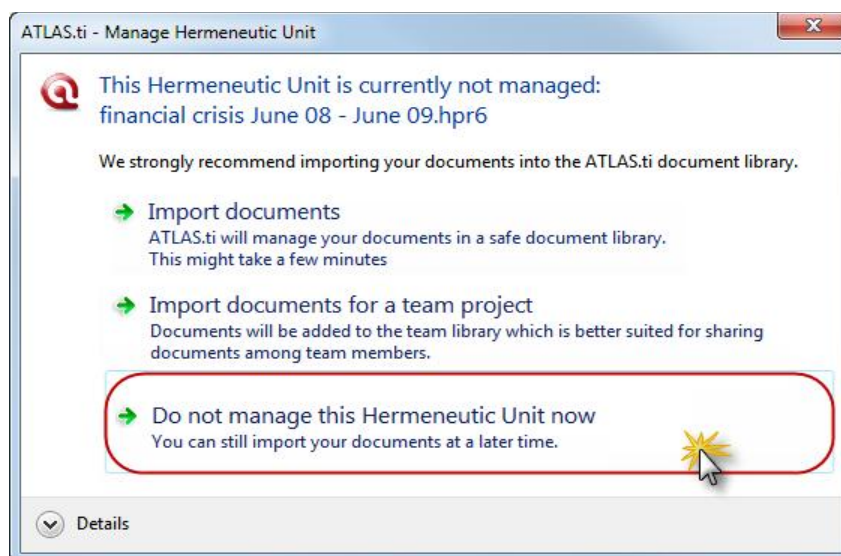 ATLAS.ti - Manage Hermeneutic Unit
This Hermeneutic Unit is currently not managed:
financial crisis June 08 - June 09.hpr6
We strongly recommend importing your documents into the ATLAS.ti document library.
Import documents
ATLAS.ti will manage your documents in a safe document library.
This might take a few minutes
Import documents for a team project
Documents will be added to the team library which is better suited for sharing
documents among team members.
Do not manage this Hermeneutic Unit now
You can still import your documents at a later time.
Details